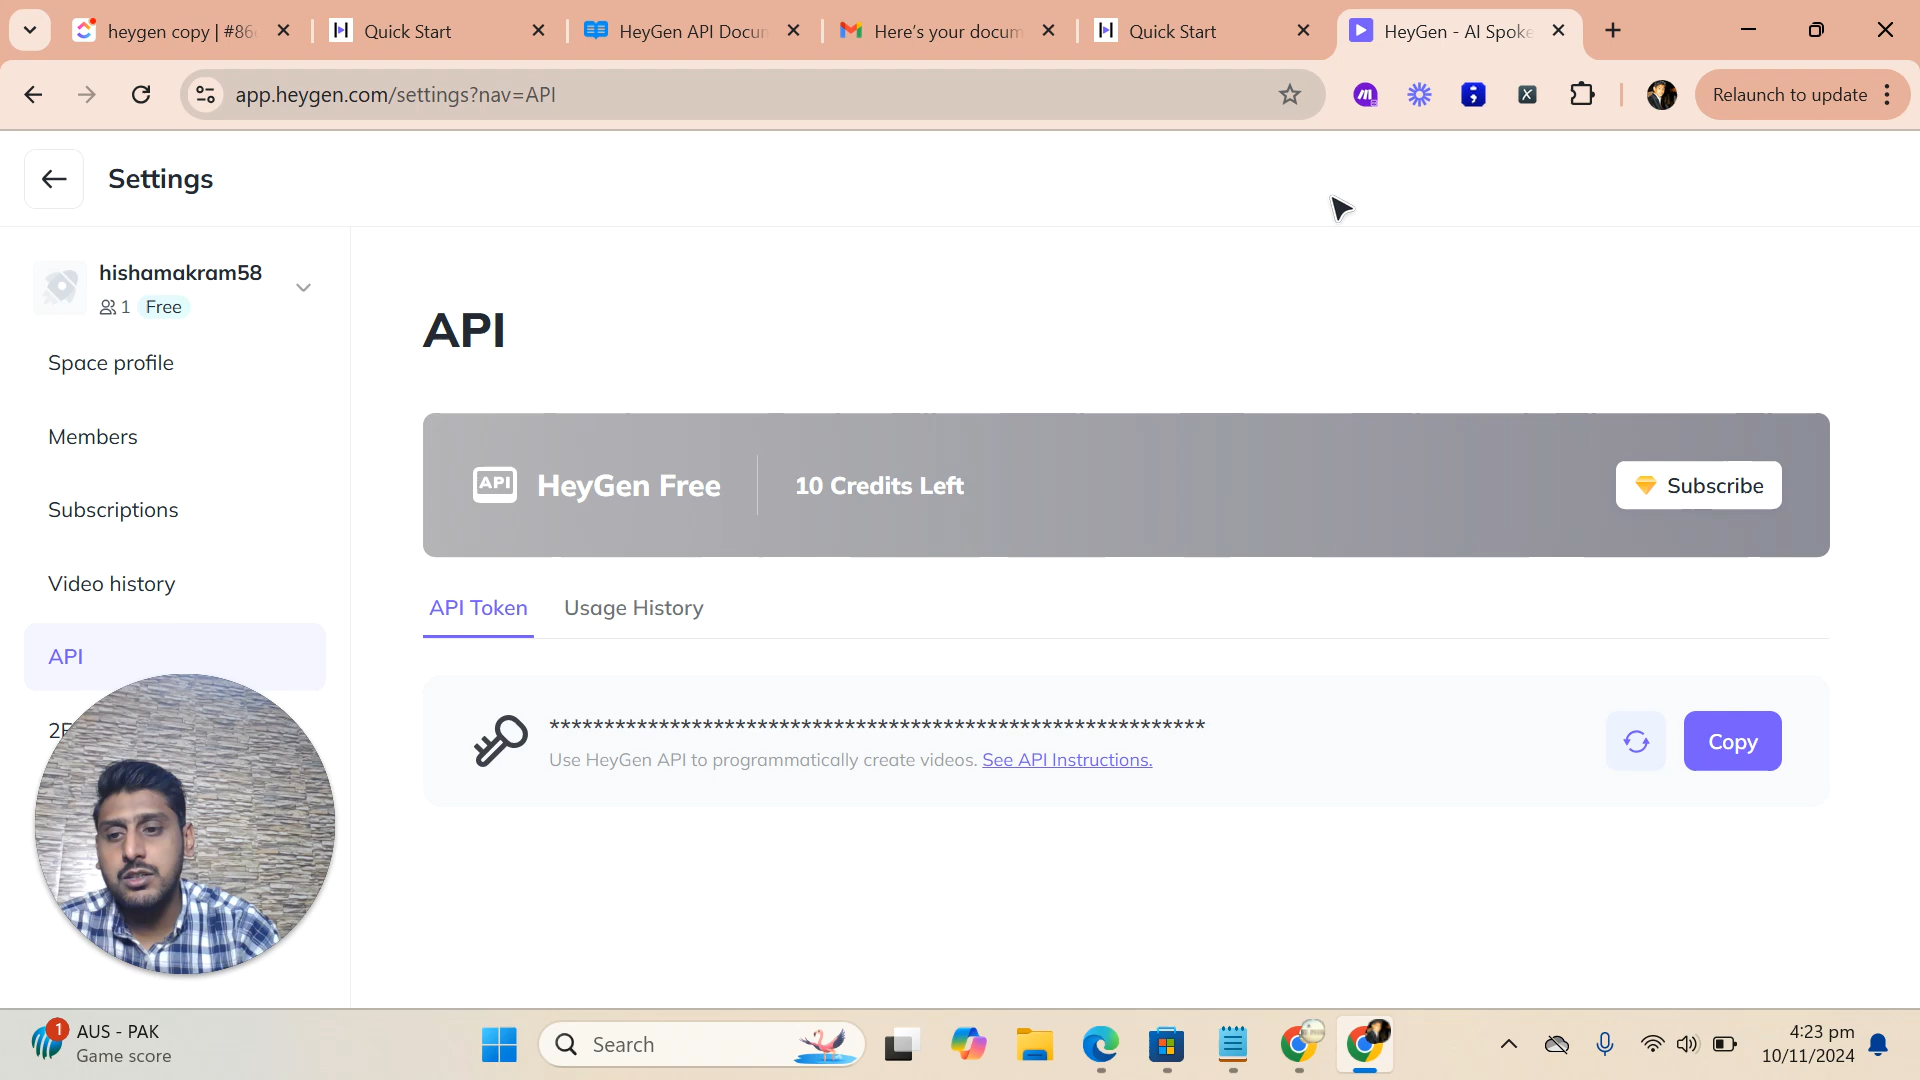 heygen copy | #86
Quick Start
HeyGen API Docun
Here's your docum
Quick Start
HeyGen - AI Spoke
app.heygen.com/settings?nav=API
Relaunch to update
Settings
hishamakram58
1 Free
Space profile
Members
Subscriptions
Video history
API
API
API HeyGen Free
10 Credits Left
Subscribe
API Token
Usage History
************************************************************
Use HeyGen API to programmatically create videos. See API Instructions.
Copy
1
AUS - PAK
Game score
Search
4:23 pm
10/11/2024